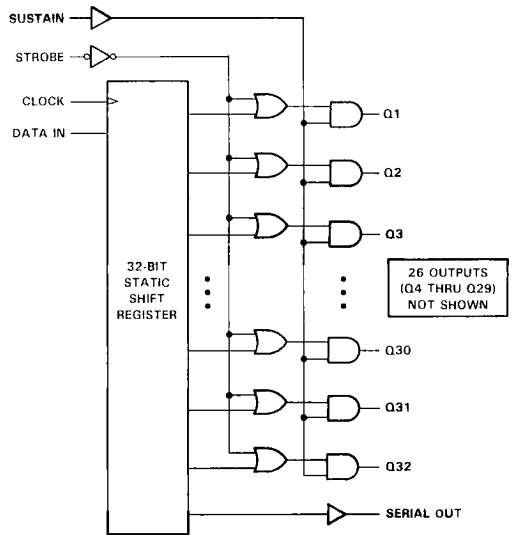 SUSTAIN
STROBE
CLOCK
DATA IN
32-BIT
STATIC
SHIFT
REGISTER
Q1
Q2
Q3
26 OUTPUTS
(Q4 THRU Q29)
NOT SHOWN
Q30
Q31
Q32
SERIAL OUT